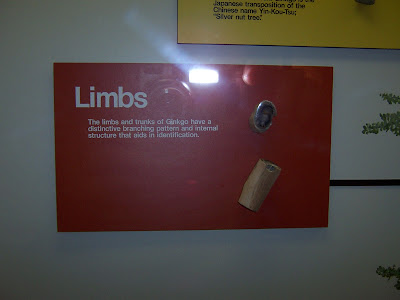 Japanese transposition of the
Chinese name Yin-Kou-Tsu;
"Silver nut tree."
Limbs
The limbs and trunks of Ginkgo have a
distinctive branching pattern and internal
structure that aids in identification.